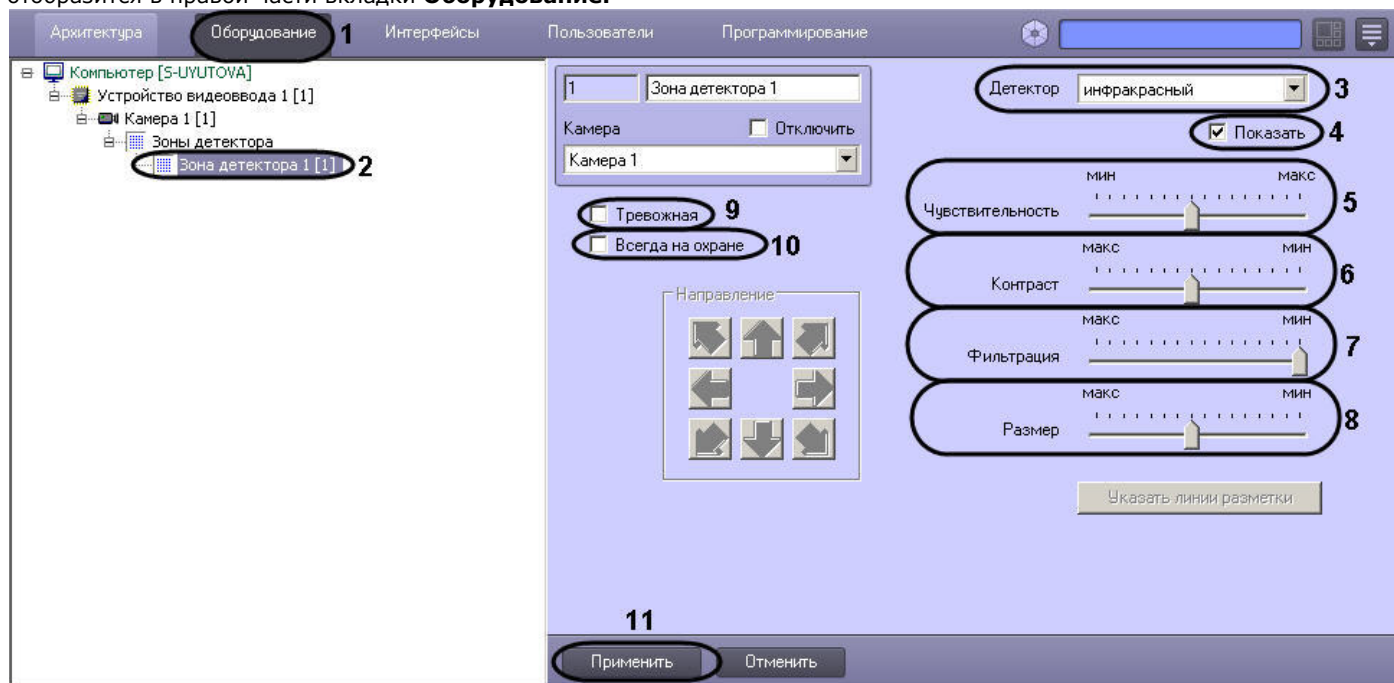 отобразится в правой части вкладки Оборудование.
Архитектура Оборудование 1 Интерфейсы Пользователи Программирование
Компьютер [S-UYUTOVA]
Устройство видеоввода 1 [1]
Камера 1 [1]
Зоны детектора
Зона детектора 1 [1] 2
1 Зона детектора 1
Камера Отключить
Камера 1
Тревожная 9
Всегда на охране 10
Направление
Детектор инфракрасный 3
Показать 4
мин макс
Чувствительность 5
макс мин
Контраст 6
макс мин
Фильтрация 7
макс мин
Размер 8
Указать линии разметки
11
Применить Отменить